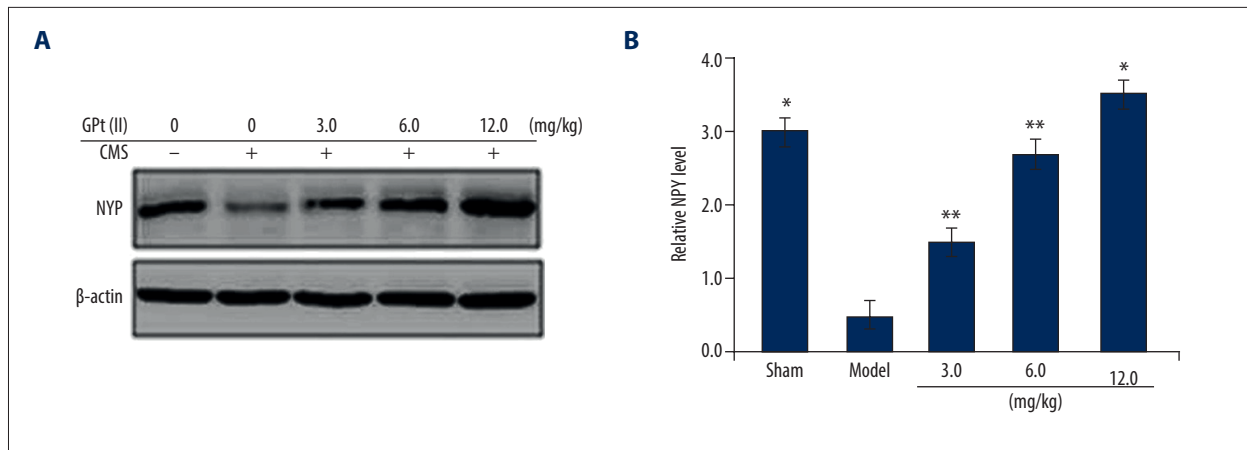 A
GPt (II) 0 0 3.0 6.0 12.0 (mg/kg)
CMS – + + + +
NYP
β-actin
B
Relative NPY level
4.0
3.0
2.0
1.0
0.0
* ** ** *
Sham Model 3.0 6.0 12.0
(mg/kg)